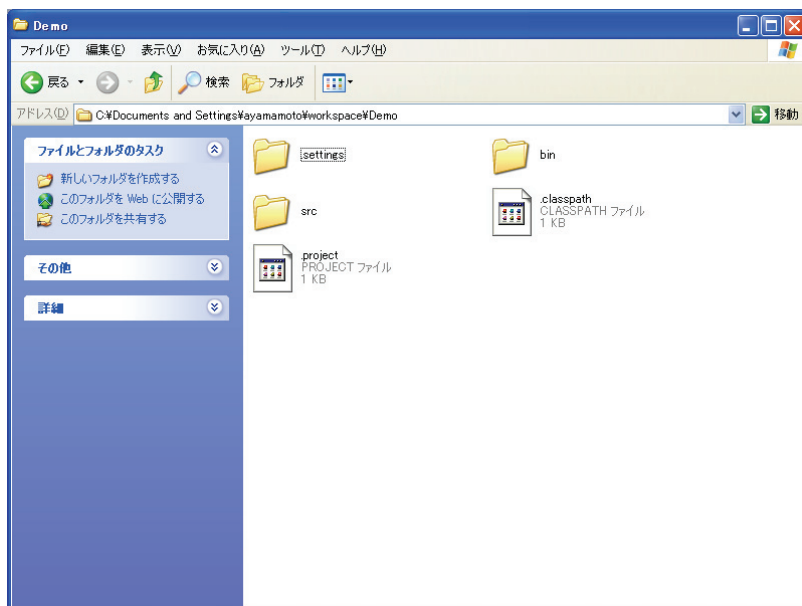 Demo
ファイル(F) 編集(E) 表示(V) お気に入り(A) ツール(T) ヘルプ(H)
戻る 検索 フォルダ
アドレス(D) C:¥Documents and Settings¥ayamamoto¥workspace¥Demo 移動
ファイルとフォルダのタスク
新しいフォルダを作成する
このフォルダを Web に公開する
このフォルダを共有する
その他
詳細
.settings
bin
src
.classpath
CLASSPATH ファイル
1 KB
.project
PROJECT ファイル
1 KB